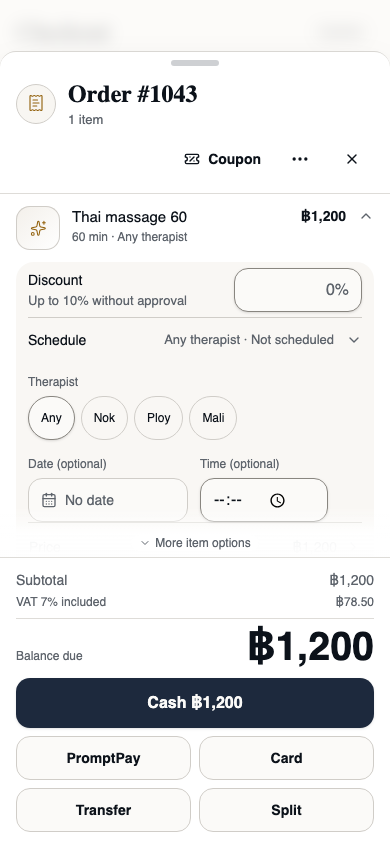 Order #1043
1 item
Coupon
Thai massage 60
฿1,200
60 min · Any therapist
Discount
0%
Up to 10% without approval
Schedule
Any therapist · Not scheduled
Therapist
Any
Nok
Ploy
Mali
Date (optional)
Time (optional)
No date
--:--
More item options
Subtotal
฿1,200
VAT 7% included
฿78.50
Balance due
฿1,200
Cash ฿1,200
PromptPay
Card
Transfer
Split